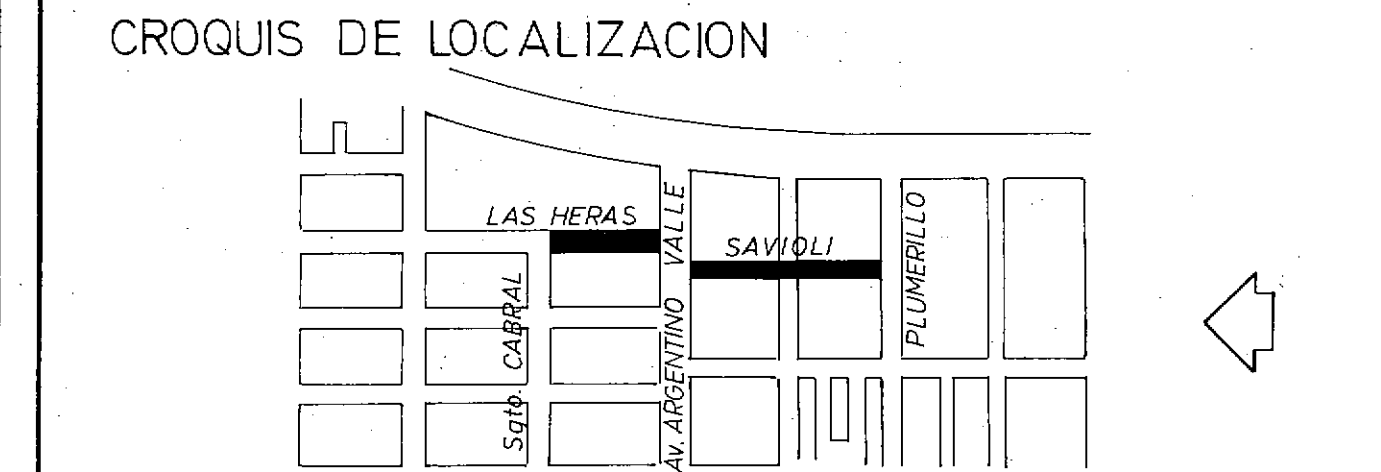 CROQUIS DE LOCALIZACION
LAS HERAS
SAVIOLI
Sgto. CABRAL
AV. ARGENTINO VALLE
PLUMERILLO